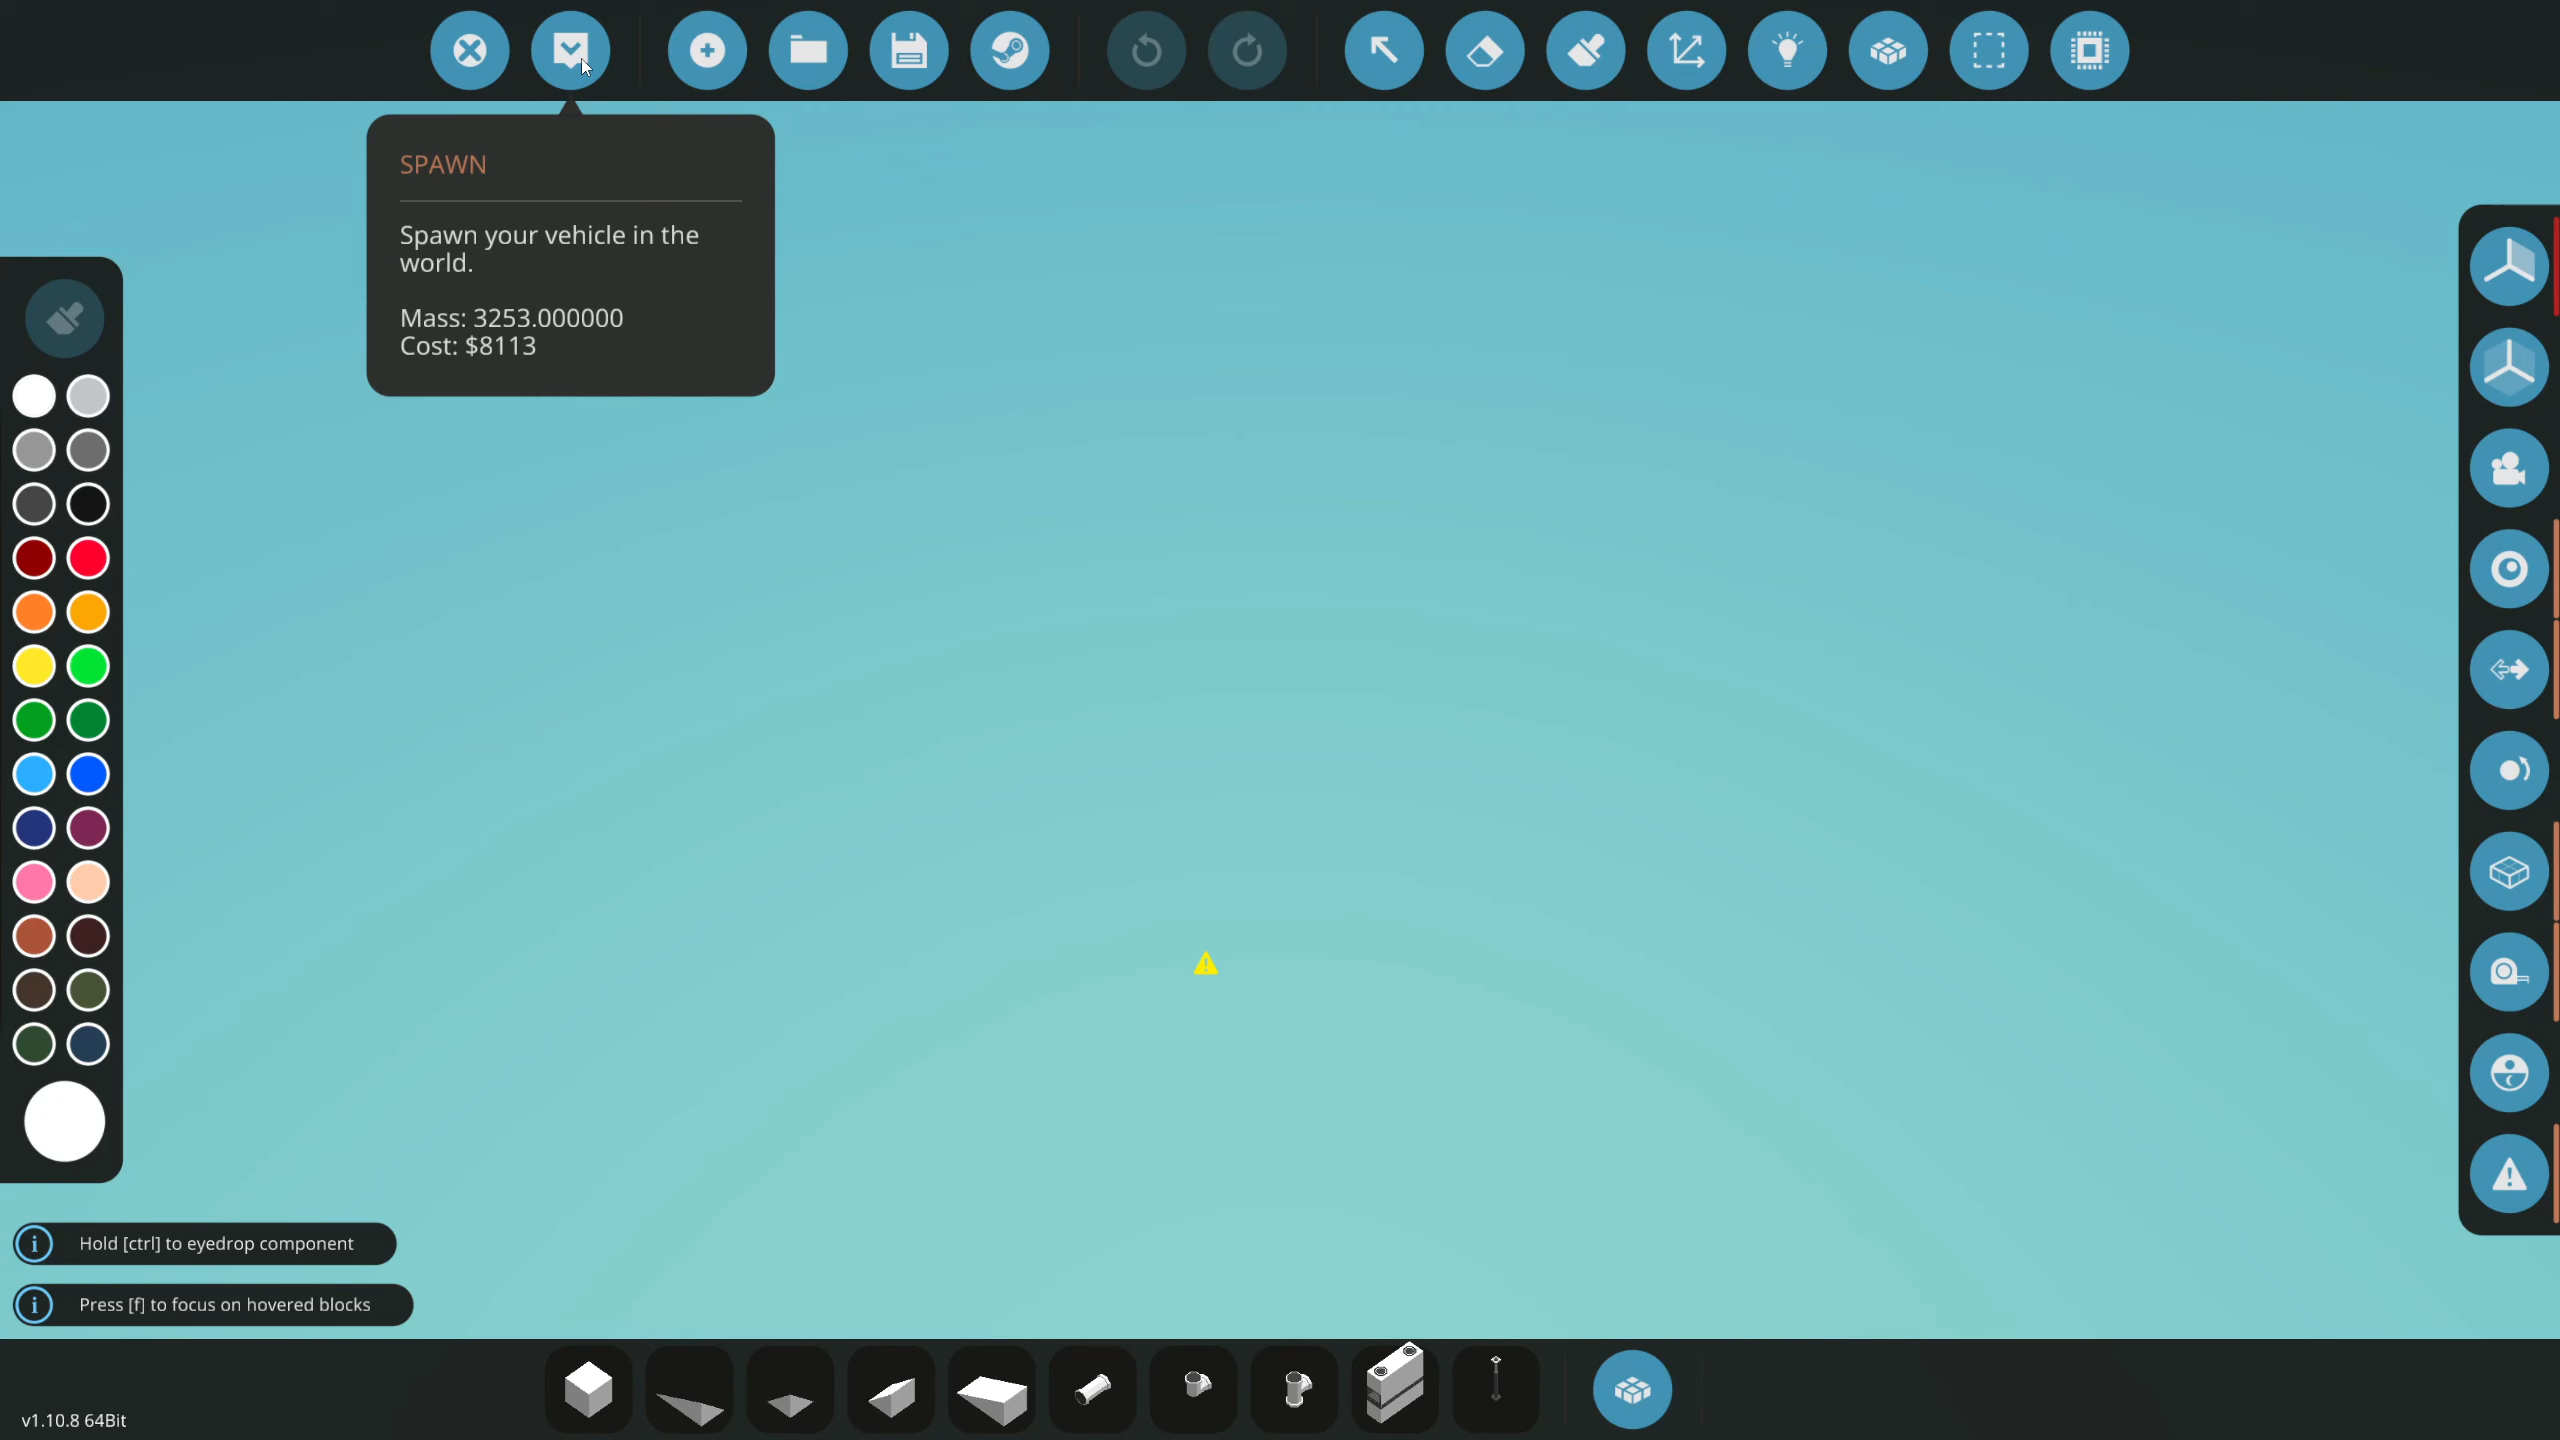 SPAWN
Spawn your vehicle in the
world.
Mass: 3253.000000
Cost: $8113
Hold [ctrl] to eyedrop component
Press [f] to focus on hovered blocks
v1.10.8 64Bit